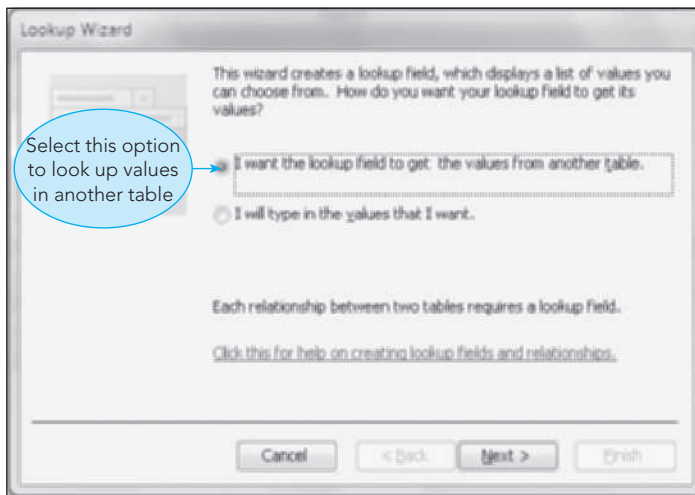 Lookup Wizard
This wizard creates a lookup field, which displays a list of values you
can choose from. How do you want your lookup field to get its
values?
Select this option
to look up values
in another table
I want the lookup field to get the values from another table.
I will type in the values that I want.
Each relationship between two tables requires a lookup field.
Click this for help on creating lookup fields and relationships.
Cancel
< Back
Next >
Finish